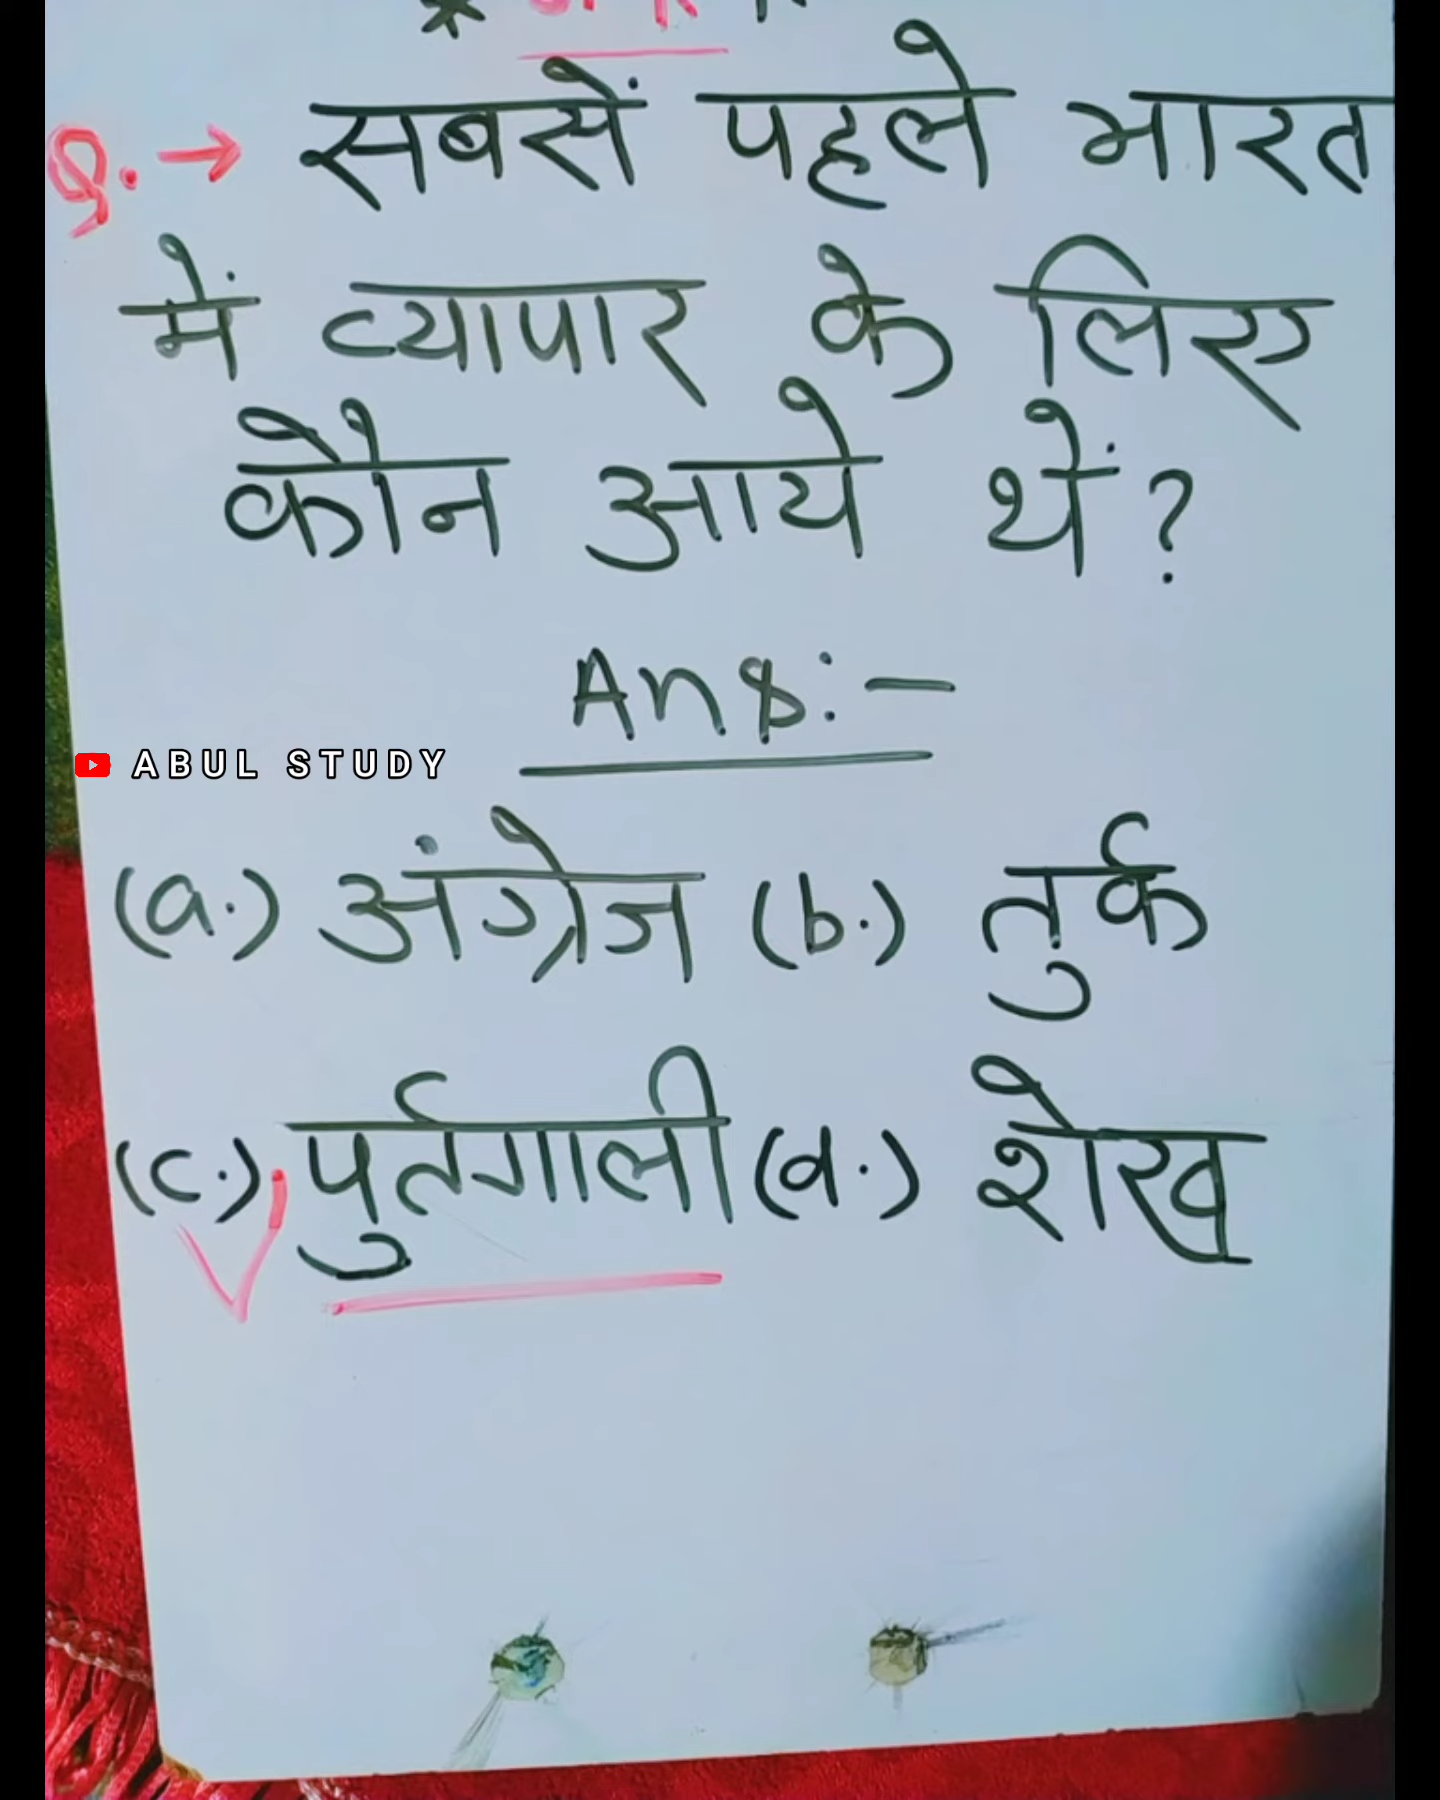 Q. → सबसें पहले भारत
में व्यापार के लिए
कौन आये थें?
Ans:-
ABUL STUDY
(a.) अंग्रेज (b.) तुर्क
(c.) पुर्तगाली (d.) शेख